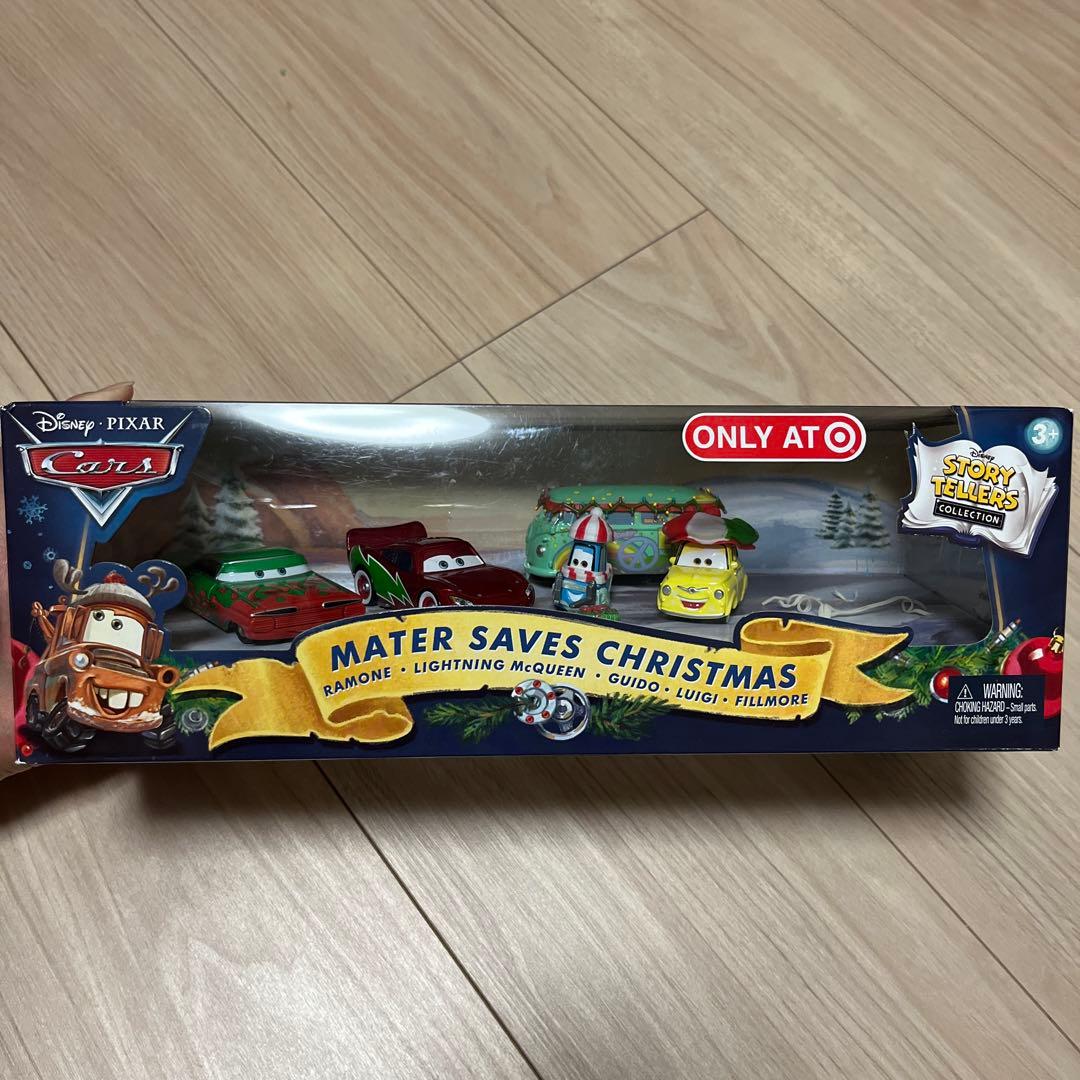 Disney · PIXAR
Cars
ONLY AT
3+
Disney
STORY
TELLERS
COLLECTION
MATER SAVES CHRISTMAS
RAMONE · LIGHTNING McQUEEN · GUIDO · LUIGI · FILLMORE
WARNING:
CHOKING HAZARD – Small parts.
Not for children under 3 years.